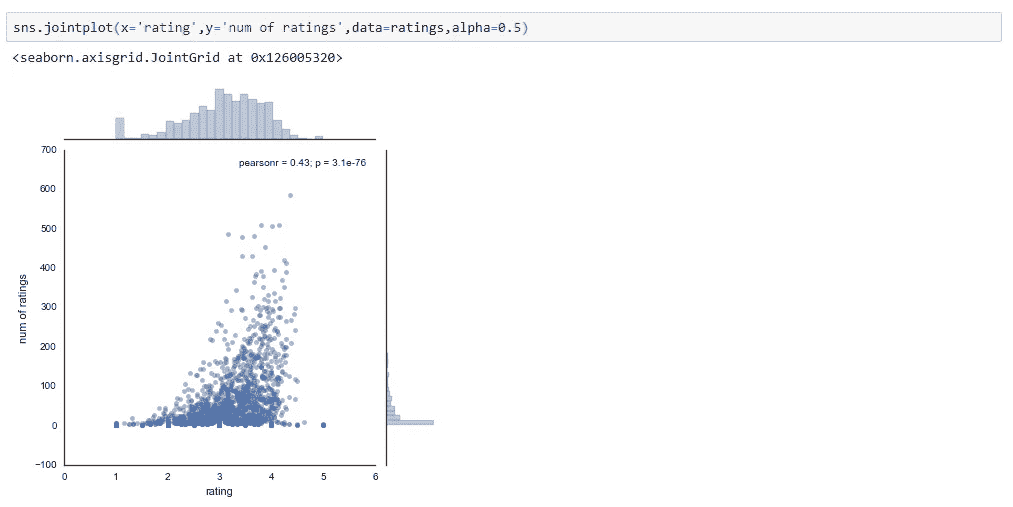 sns.jointplot(x='rating',y='num of ratings',data=ratings,alpha=0.5)
<seaborn.axisgrid.JointGrid at 0x126005320>
pearsonr = 0.43; p = 3.1e-76
700
600
500
400
300
200
100
0
−100
num of ratings
0 1 2 3 4 5 6
rating